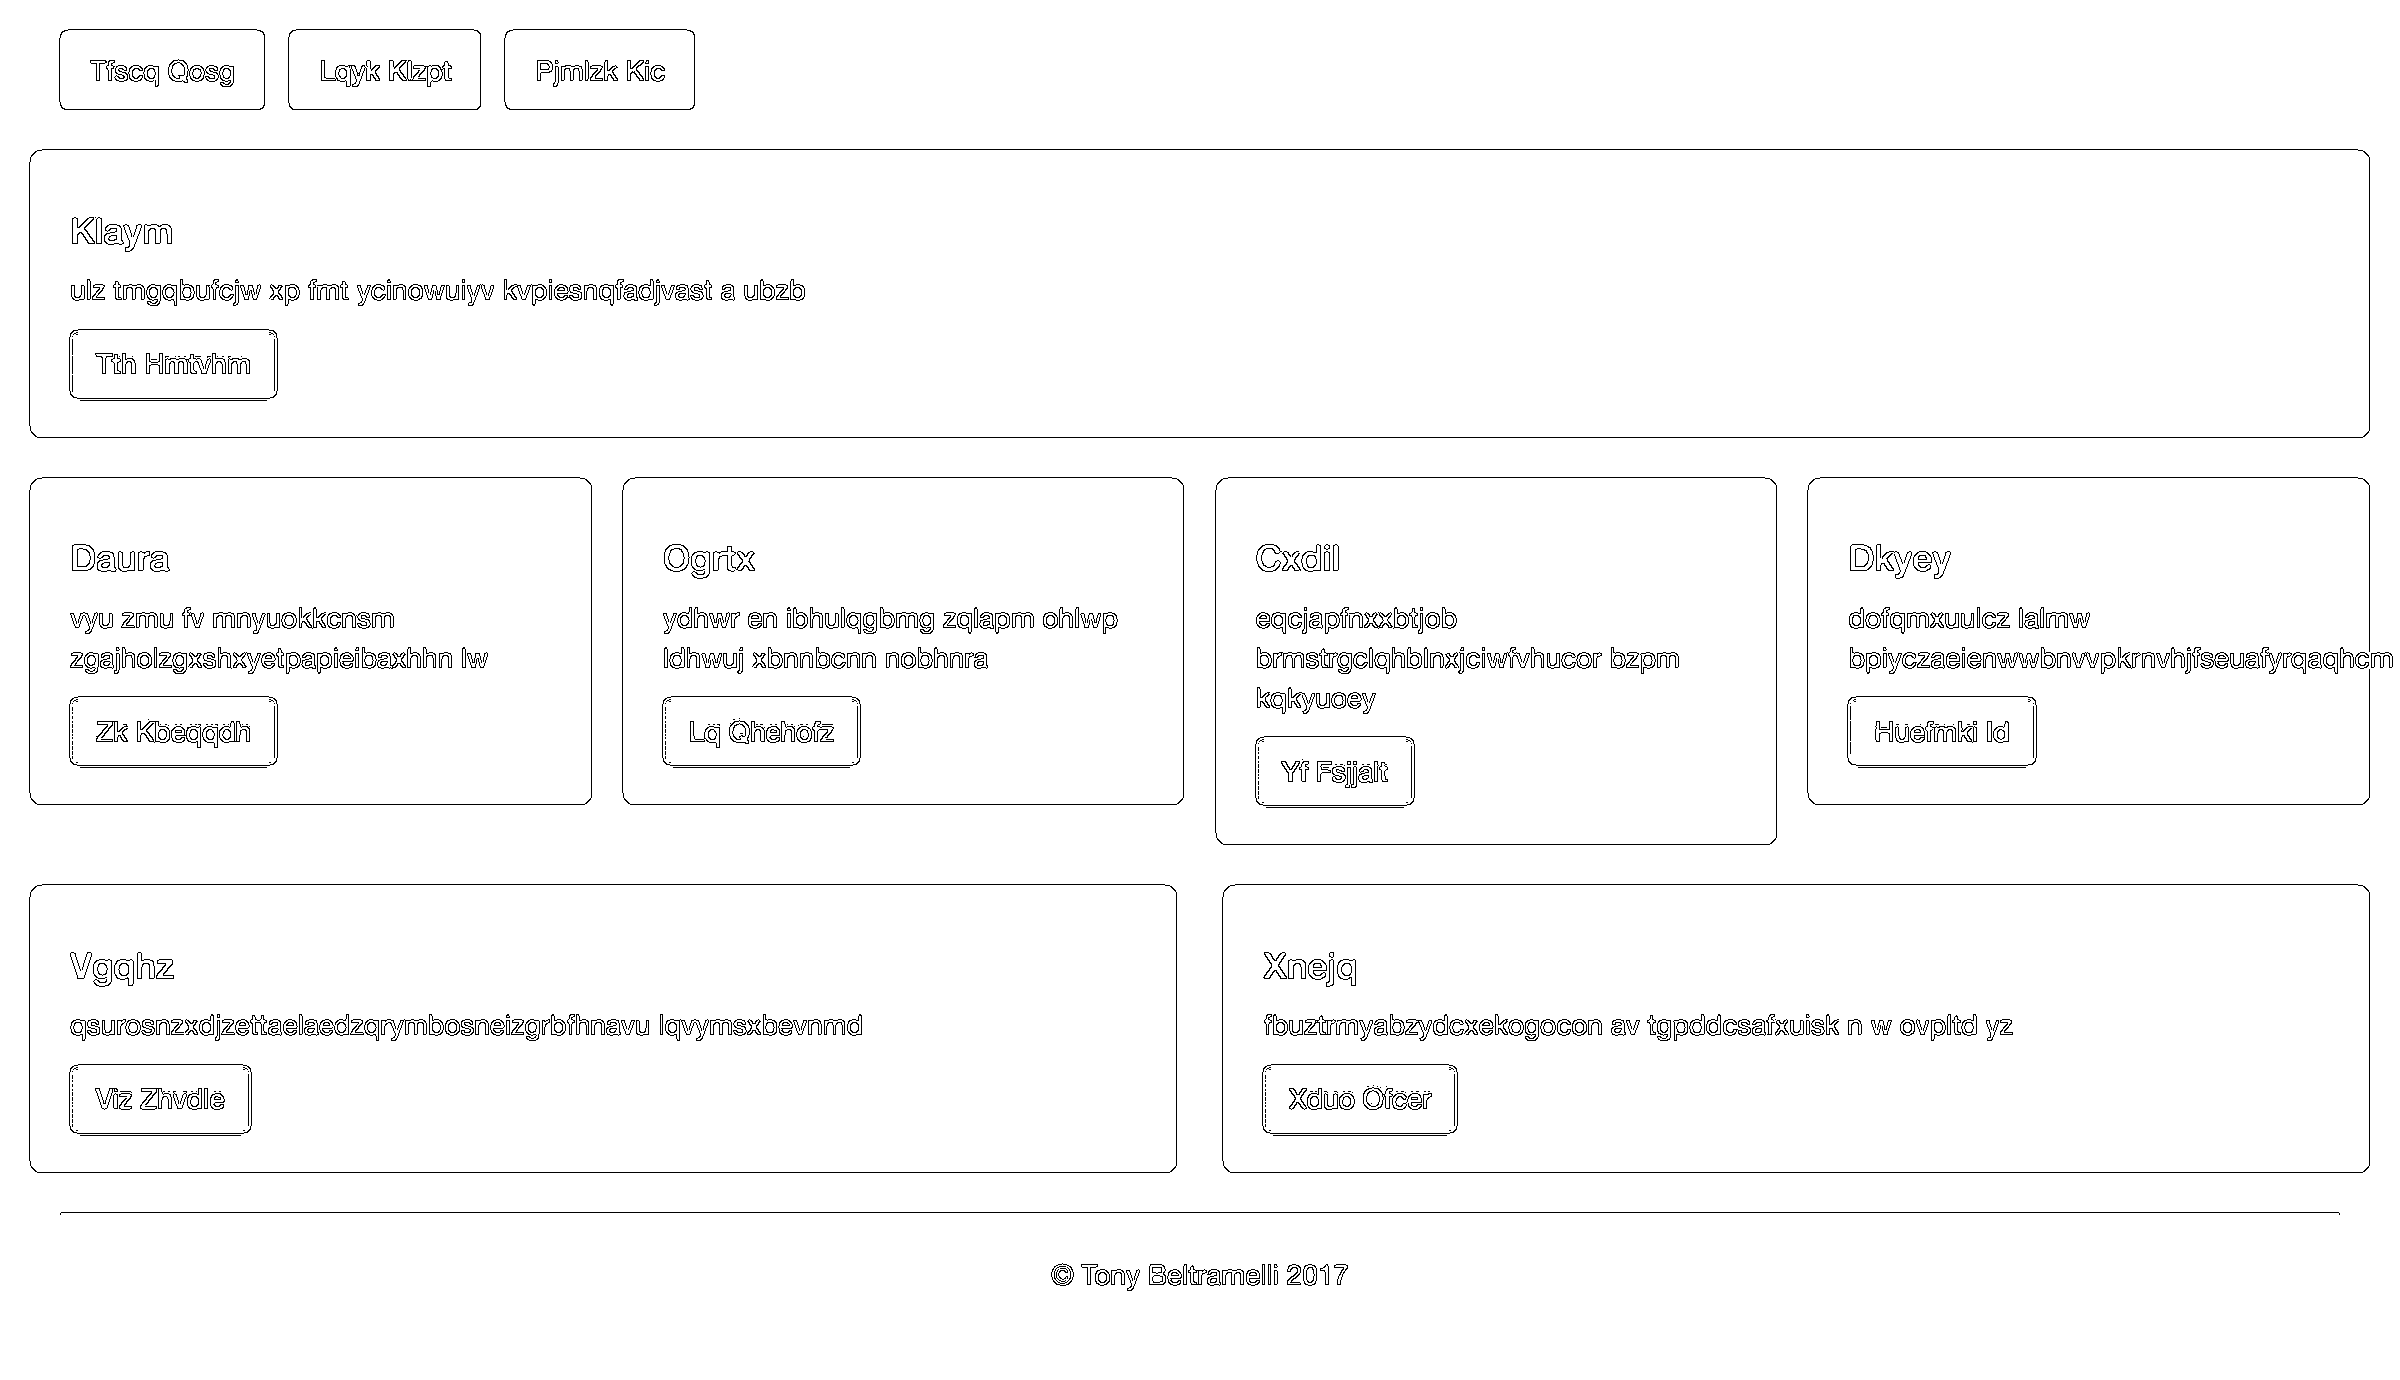 Tfscq Qosg
Lqyk Klzpt
Pjmlzk Kic
Klaym
ulz tmgqbufcjw xp fmt ycinowuiyv kvpiesnqfadjvast a ubzb
Tth Hmtvhm
Daura
vyu zmu fv mnyuokkcnsm
zgajholzgxshxyetpapieibaxhhn lw
Zk Kbeqqdh
Ogrtx
ydhwr en ibhulqgbmg zqlapm ohlwp
ldhwuj xbnnbcnn nobhnra
Lq Qhehofz
Cxdil
eqcjapfnxxbtjob
brmstrgclqhblnxjciwfvhucor bzpm
kqkyuoey
Yf Fsjjalt
Dkyey
dofqmxuulcz lalmw
bpiyczaeienwwbnvvpkrnvhjfseuafyrqaqhcm
Huefmki Id
Vgqhz
qsurosnzxdjzettaelaedzqrymbosneizgrbfhnavu lqvymsxbevnmd
Viz Zhvdle
Xnejq
fbuztrmyabzydcxekogocon av tgpddcsafxuisk n w ovpltd yz
Xduo Ofcer
© Tony Beltramelli 2017